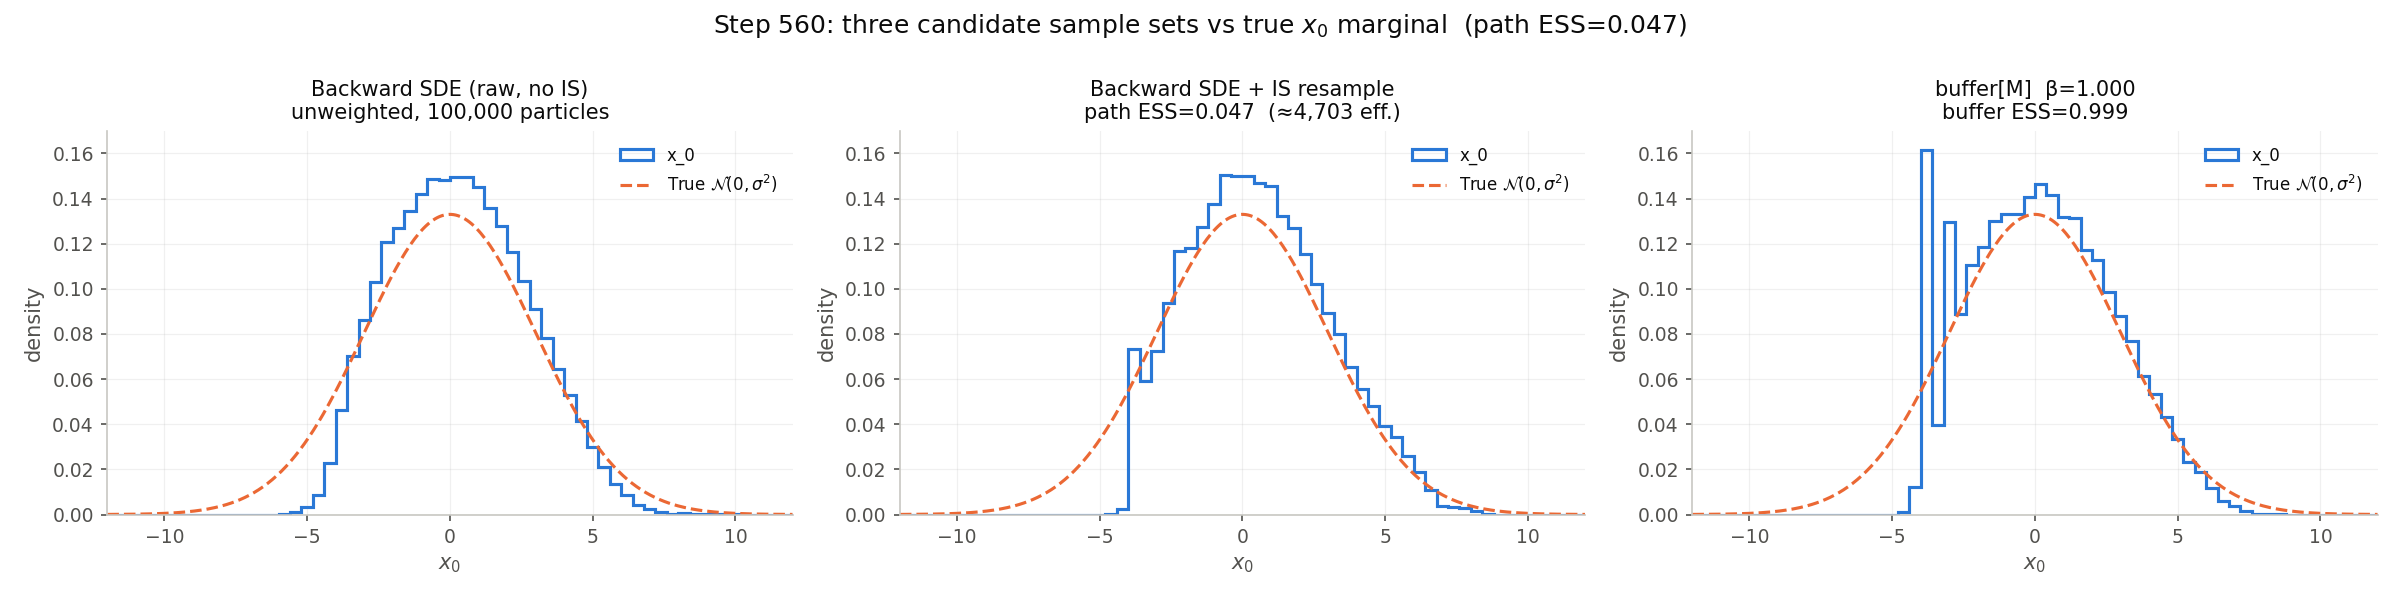 Step 560: three candidate sample sets vs true x₀ marginal (path ESS=0.047)
Backward SDE (raw, no IS)
unweighted, 100,000 particles
0.16
0.14
0.12
0.10
0.08
0.06
0.04
0.02
0.00
density
x_0
True 𝒩(0, σ²)
−10
−5
0
5
10
x₀
Backward SDE + IS resample
path ESS=0.047 (≈4,703 eff.)
0.16
0.14
0.12
0.10
0.08
0.06
0.04
0.02
0.00
density
x_0
True 𝒩(0, σ²)
−10
−5
0
5
10
x₀
buffer[M] β=1.000
buffer ESS=0.999
0.16
0.14
0.12
0.10
0.08
0.06
0.04
0.02
0.00
density
x_0
True 𝒩(0, σ²)
−10
−5
0
5
10
x₀